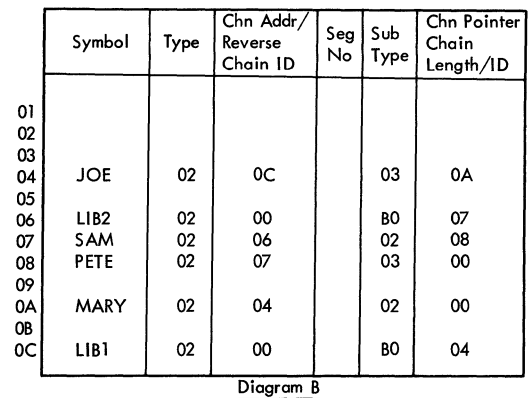 Symbol Type Chn Addr/ Reverse Chain ID Seg No Sub Type Chn Pointer Chain Length/ID
01
02
03
04 JOE 02 0C 03 0A
05
06 LIB2 02 00 B0 07
07 SAM 02 06 02 08
08 PETE 02 07 03 00
09
0A MARY 02 04 02 00
0B
0C LIB1 02 00 B0 04
Diagram B